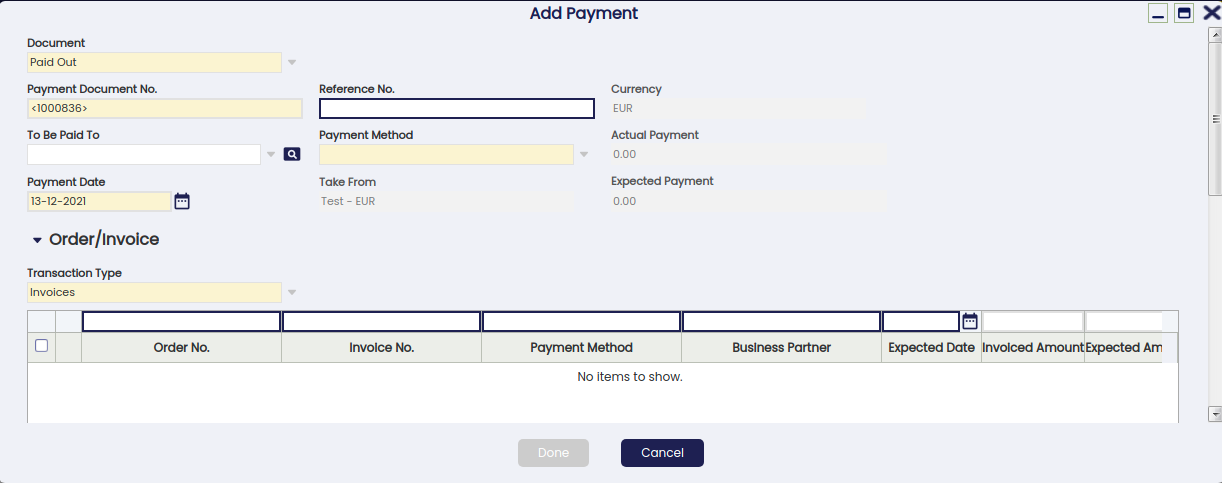 Add Payment
Document
Paid Out
Payment Document No. Reference No. Currency
<1000836> EUR
To Be Paid To Payment Method Actual Payment
0.00
Payment Date Take From Expected Payment
13-12-2021 Test - EUR 0.00
Order/Invoice
Transaction Type
Invoices
Order No. Invoice No. Payment Method Business Partner Expected Date Invoiced Amount Expected Am
No items to show.
Done Cancel